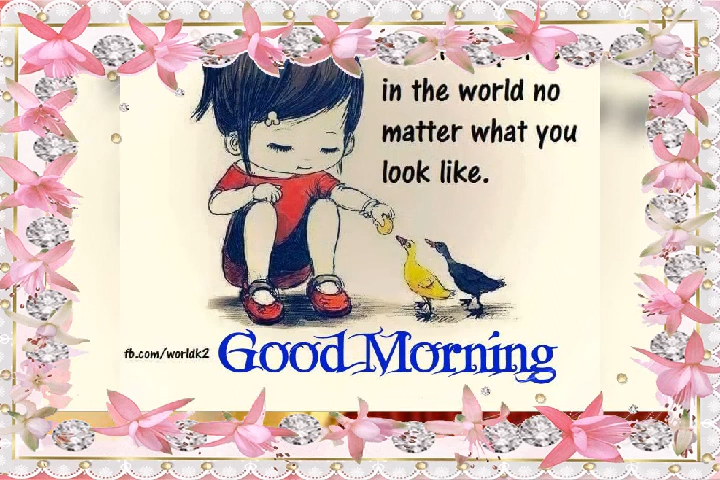 in the world no
matter what you
look like.
fb.com/worldk2
Good Morning